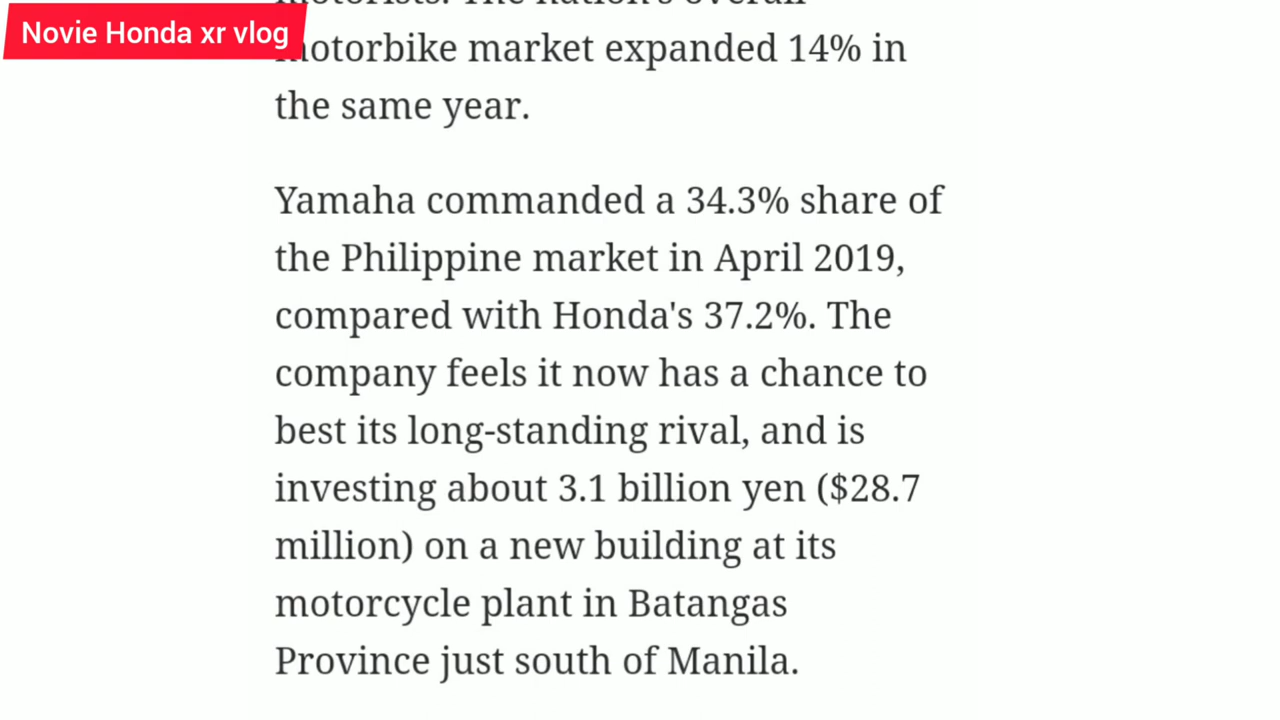 Novie Honda xr vlog
motorbike market expanded 14% in
the same year.
Yamaha commanded a 34.3% share of
the Philippine market in April 2019,
compared with Honda's 37.2%. The
company feels it now has a chance to
best its long-standing rival, and is
investing about 3.1 billion yen ($28.7
million) on a new building at its
motorcycle plant in Batangas
Province just south of Manila.